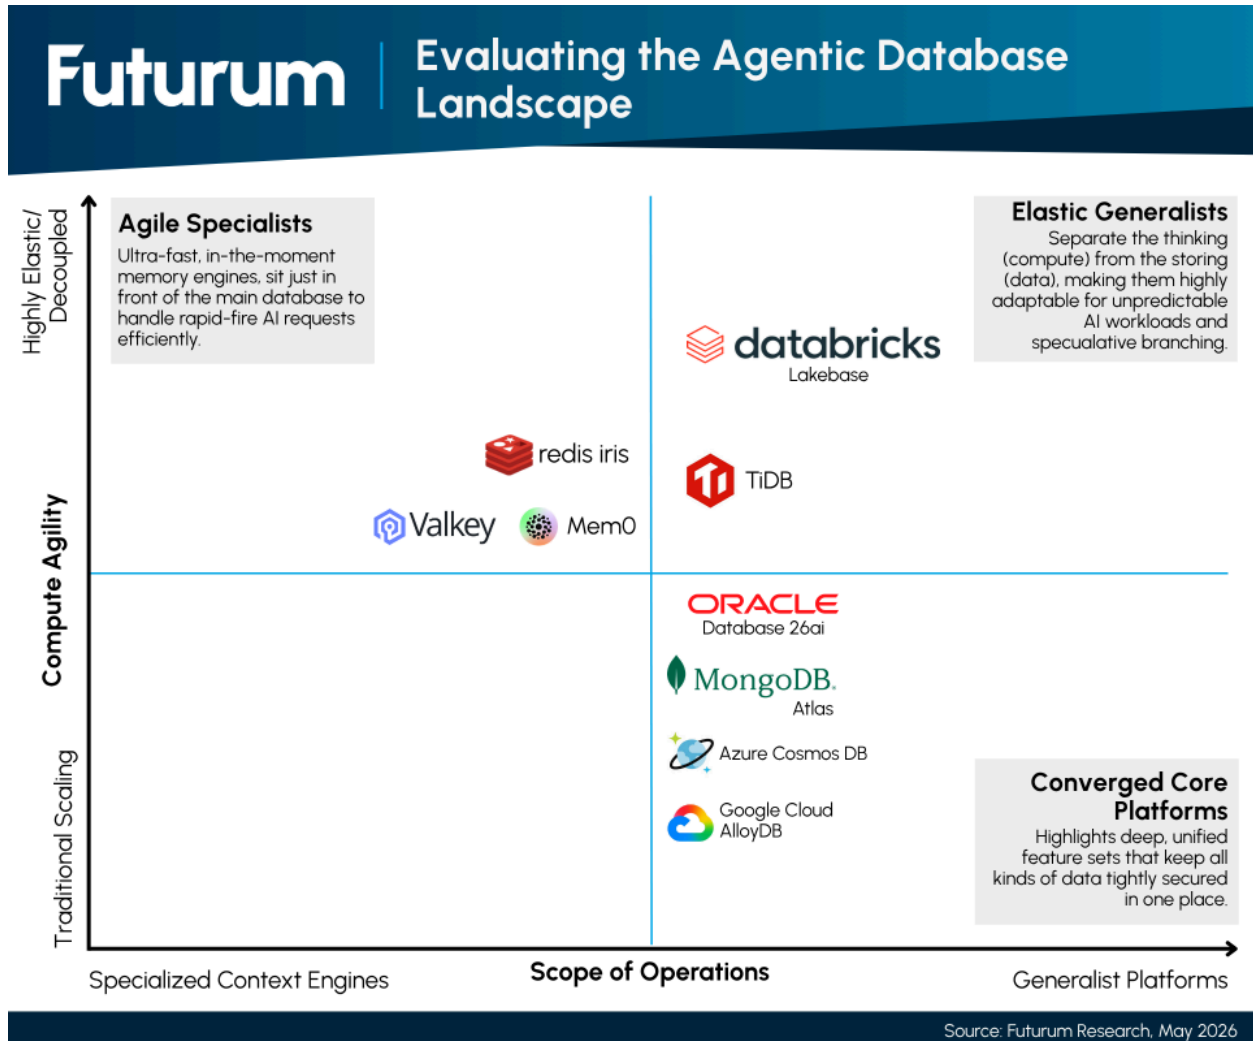 Futurum
Evaluating the Agentic Database
Landscape
Highly Elastic/
Decoupled
Agile Specialists
Ultra-fast, in-the-moment
memory engines, sit just in
front of the main database to
handle rapid-fire AI requests
efficiently.
Elastic Generalists
Separate the thinking
(compute) from the storing
(data), making them highly
adaptable for unpredictable
AI workloads and
specualative branching.
databricks
Lakebase
redis iris
TiDB
Valkey
Mem0
Compute Agility
ORACLE
Database 26ai
MongoDB.
Atlas
Azure Cosmos DB
Google Cloud
AlloyDB
Traditional Scaling
Converged Core
Platforms
Highlights deep, unified
feature sets that keep all
kinds of data tightly secured
in one place.
Specialized Context Engines
Scope of Operations
Generalist Platforms
Source: Futurum Research, May 2026